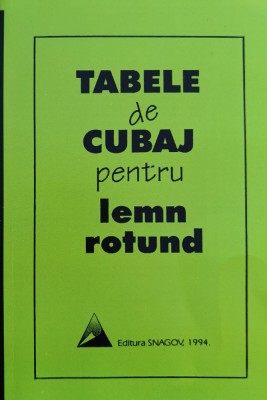 TABELE
de
CUBAJ
pentru
lemn
rotund
Editura SNAGOV, 1994.